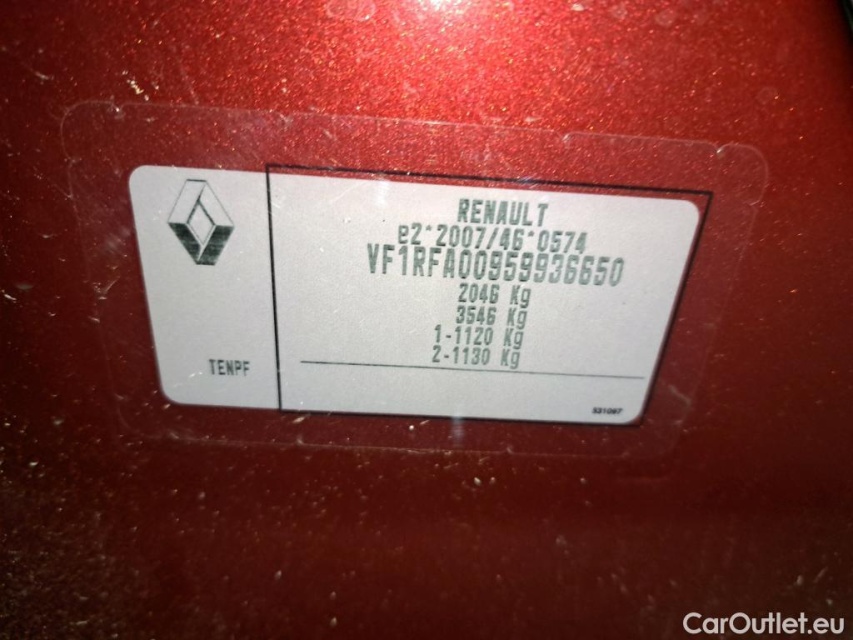 RENAULT
e2*2007/46*0574
VF1RFA00959936650
2046 Kg
3546 Kg
1-1120 Kg
2-1130 Kg
TENPF
531087
CarOutlet.eu